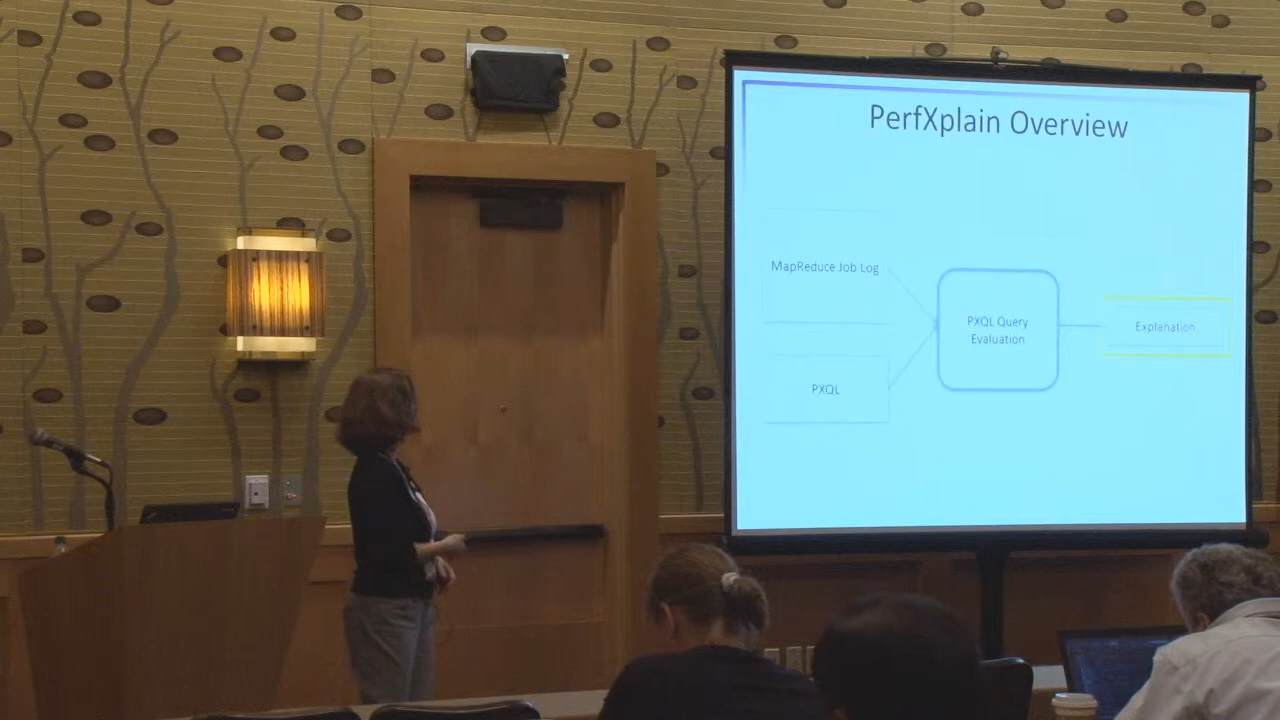 PerfXplain Overview
MapReduce Job Log
PXQL
PXQL Query
Evaluation
Explanation